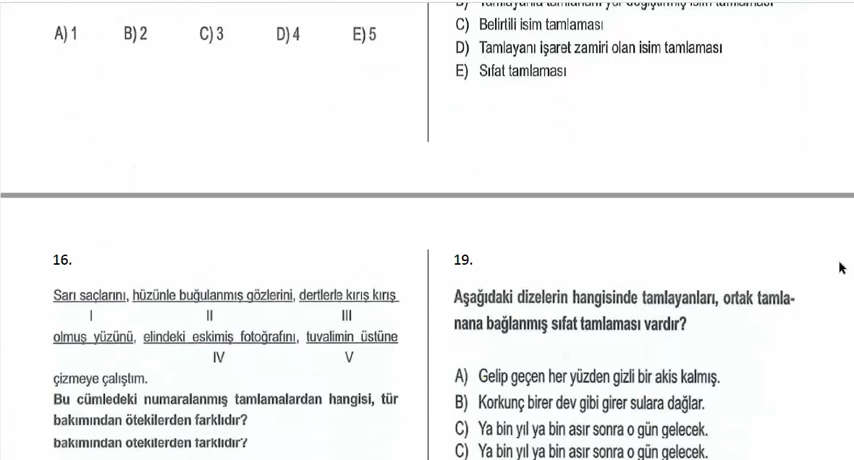 A) 1 B) 2 C) 3 D) 4 E) 5
C) Belirtili isim tamlaması
D) Tamlayanı işaret zamiri olan isim tamlaması
E) Sıfat tamlaması
16.
Sarı saçlarını, hüzünle buğulanmış gözlerini, dertlerle kırış kırış
I II III
olmuş yüzünü, elindeki eskimiş fotoğrafını, tuvalimin üstüne
IV V
çizmeye çalıştım.
Bu cümledeki numaralanmış tamlamalardan hangisi, tür
bakımından ötekilerden farklıdır?
bakımından ötekilerden farklıdır?
19.
Aşağıdaki dizelerin hangisinde tamlayanları, ortak tamla-
nana bağlanmış sıfat tamlaması vardır?
A) Gelip geçen her yüzden gizli bir akis kalmış.
B) Korkunç birer dev gibi girer sulara dağlar.
C) Ya bin yıl ya bin asır sonra o gün gelecek.
C) Ya bin yıl ya bin asır sonra o gün gelecek.